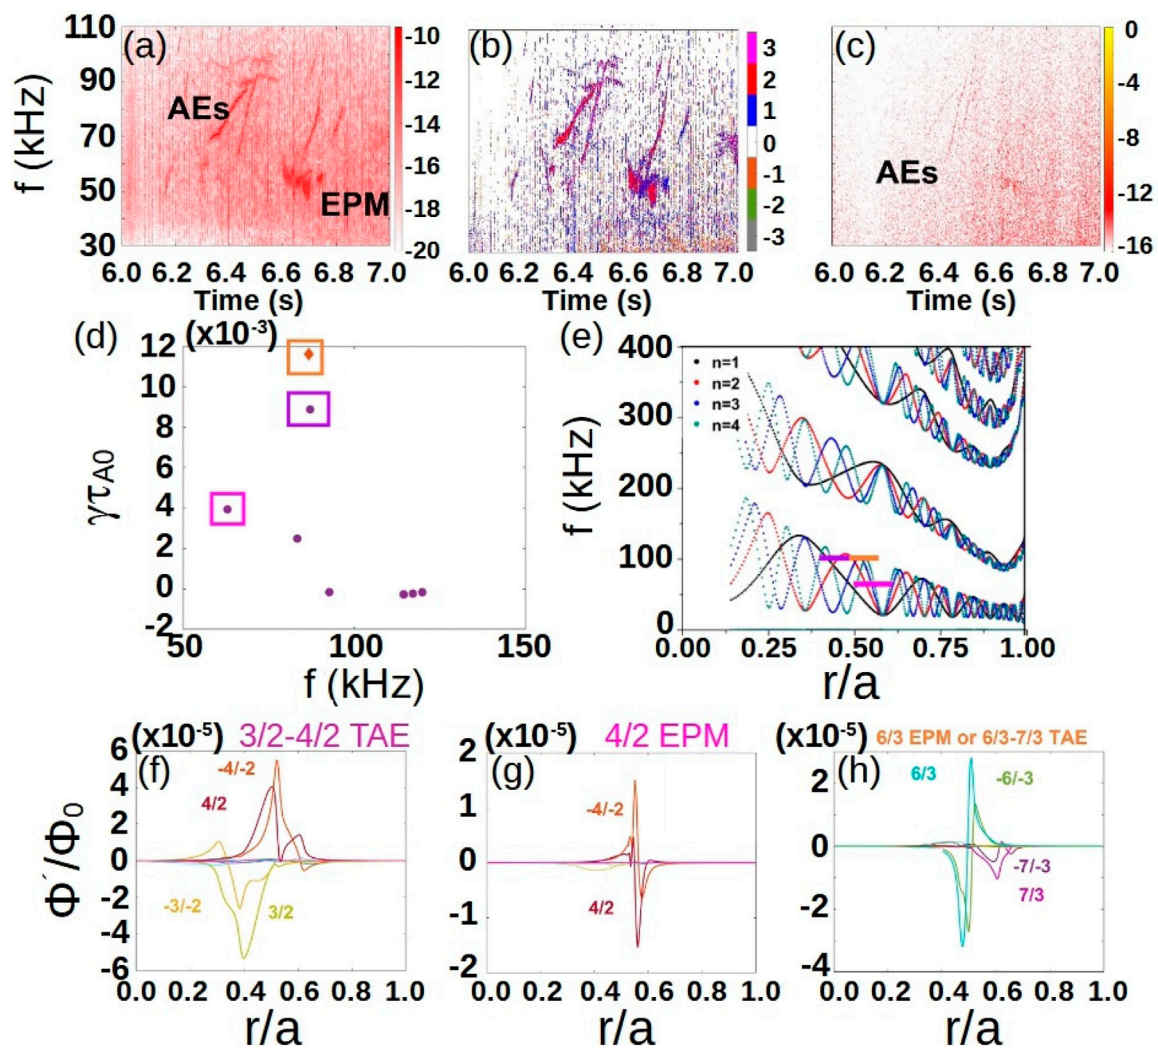 (a)
f (kHz)
110
90
70
50
30
AEs
EPM
6.0 6.2 6.4 6.6 6.8 7.0
Time (s)
-10
-12
-14
-16
-18
-20
(b)
6.0 6.2 6.4 6.6 6.8 7.0
Time (s)
3
2
1
0
-1
-2
-3
(c)
AEs
6.0 6.2 6.4 6.6 6.8 7.0
Time (s)
0
-4
-8
-12
-16
(d)
(x10⁻³)
γτA0
12
10
8
6
4
2
0
-2
50 100 150
f (kHz)
(e)
f (kHz)
400
300
200
100
0
n=1
n=2
n=3
n=4
0.00 0.25 0.50 0.75 1.00
r/a
(x10⁻⁵) 3/2-4/2 TAE
(f)
Φ´/Φ0
6
4
2
0
-2
-4
-6
-4/-2
4/2
-3/-2
3/2
0.0 0.2 0.4 0.6 0.8 1.0
r/a
(x10⁻⁵) 4/2 EPM
(g)
2
1
0
-1
-2
-4/-2
4/2
0.0 0.2 0.4 0.6 0.8 1.0
r/a
(x10⁻⁵) 6/3 EPM or 6/3-7/3 TAE
(h)
2
0
-2
-4
6/3
-6/-3
-7/-3
7/3
0.0 0.2 0.4 0.6 0.8 1.0
r/a